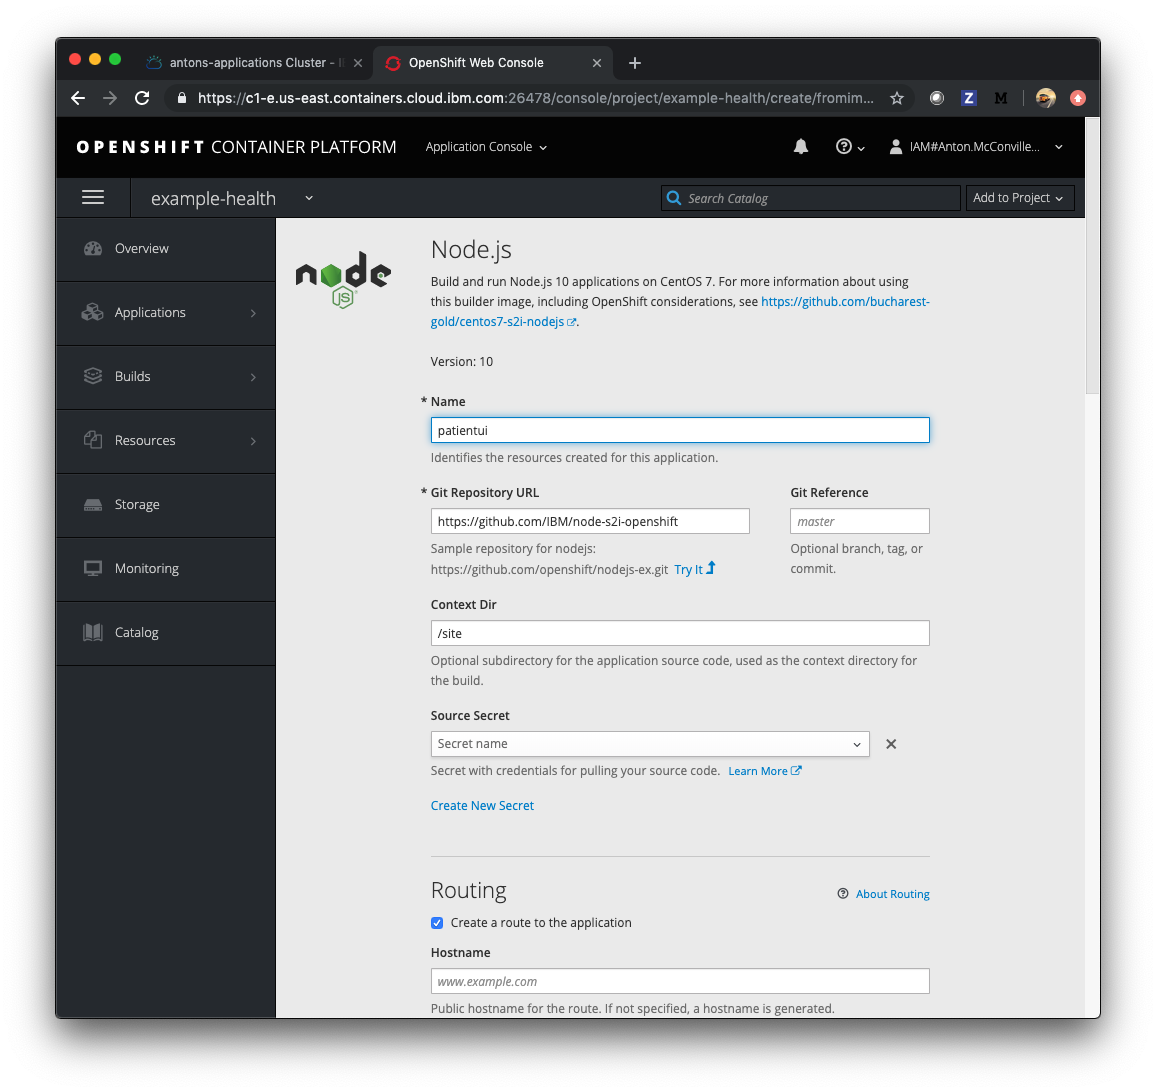 antons-applications Cluster - I
OpenShift Web Console
https://c1-e.us-east.containers.cloud.ibm.com:26478/console/project/example-health/create/fromim...
Z
M
OPENSHIFT CONTAINER PLATFORM
Application Console
IAM#Anton.McConville...
example-health
Search Catalog
Add to Project
Overview
Applications
Builds
Resources
Storage
Monitoring
Catalog
node
JS
Node.js
Build and run Node.js 10 applications on CentOS 7. For more information about using
this builder image, including OpenShift considerations, see https://github.com/bucharest-
gold/centos7-s2i-nodejs.
Version: 10
* Name
patientui
Identifies the resources created for this application.
* Git Repository URL
Git Reference
https://github.com/IBM/node-s2i-openshift
master
Sample repository for nodejs:
https://github.com/openshift/nodejs-ex.git Try It
Optional branch, tag, or
commit.
Context Dir
/site
Optional subdirectory for the application source code, used as the context directory for
the build.
Source Secret
Secret name
Secret with credentials for pulling your source code. Learn More
Create New Secret
Routing
About Routing
Create a route to the application
Hostname
www.example.com
Public hostname for the route. If not specified, a hostname is generated.